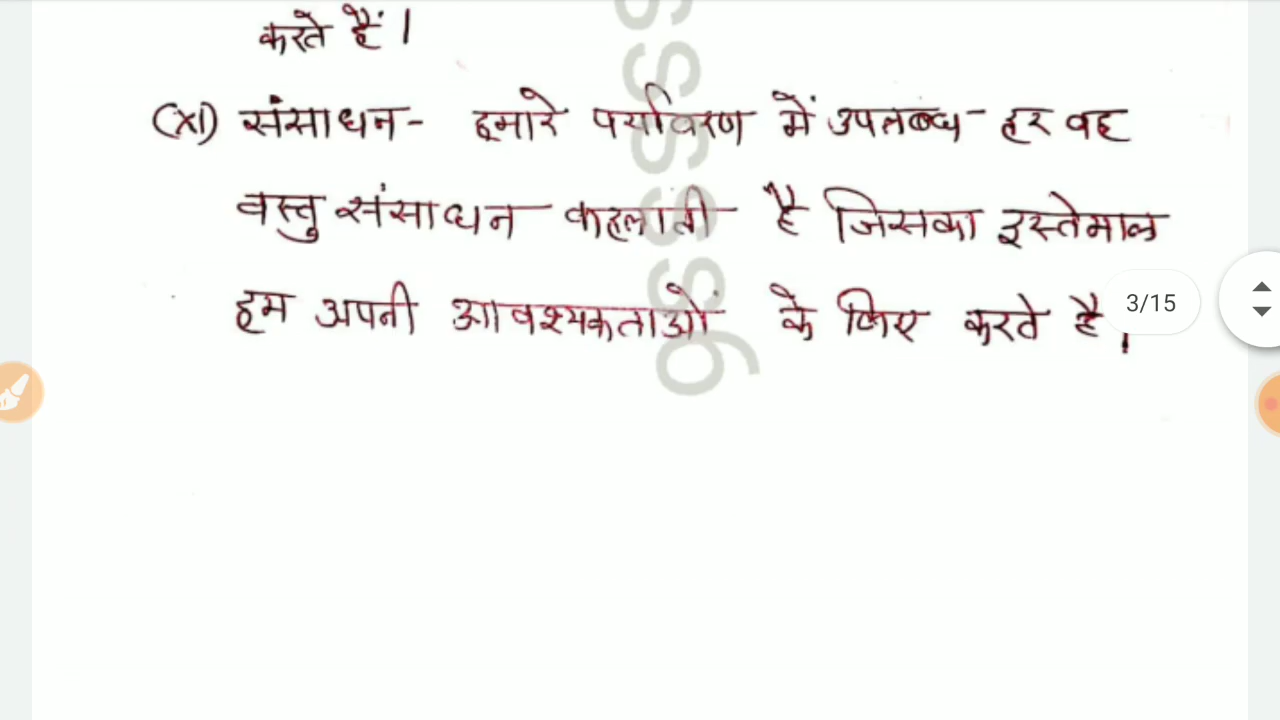 करते हैं।
(XI) संसाधन - हमारे पर्यावरण में उपलब्ध हर वह
वस्तु संसाधन कहलाती है जिसका इस्तेमाल
हम अपनी आवश्यकताओं के लिए करते है।
3/15